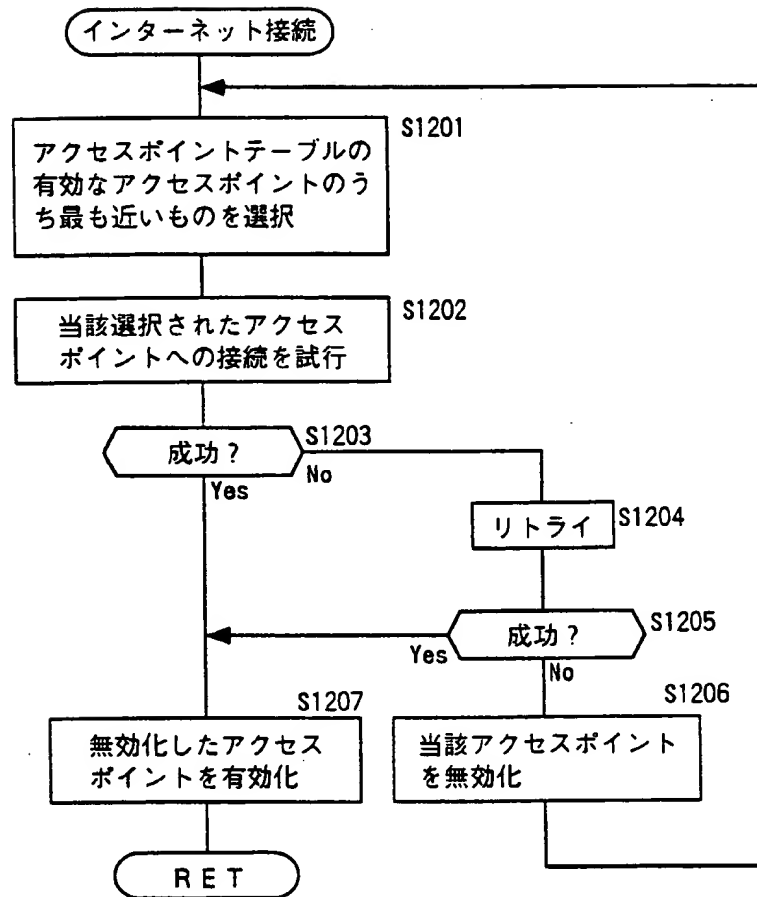 インターネット接続
S1201
アクセスポイントテーブルの
有効なアクセスポイントのう
ち最も近いものを選択
S1202
当該選択されたアクセス
ポイントへの接続を試行
S1203
成功?
No
Yes
リトライ
S1204
成功?
S1205
Yes
No
S1207
無効化したアクセス
ポイントを有効化
S1206
当該アクセスポイント
を無効化
RET